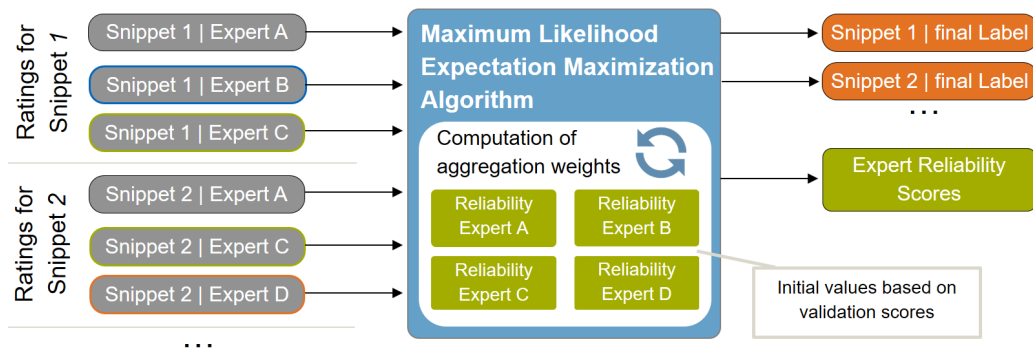 Ratings for
Snippet 1
Snippet 1 | Expert A
Snippet 1 | Expert B
Snippet 1 | Expert C
Ratings for
Snippet 2
Snippet 2 | Expert A
Snippet 2 | Expert C
Snippet 2 | Expert D
...
Maximum Likelihood
Expectation Maximization
Algorithm
Computation of
aggregation weights
Reliability
Expert A
Reliability
Expert B
Reliability
Expert C
Reliability
Expert D
Initial values based on
validation scores
Snippet 1 | final Label
Snippet 2 | final Label
...
Expert Reliability
Scores